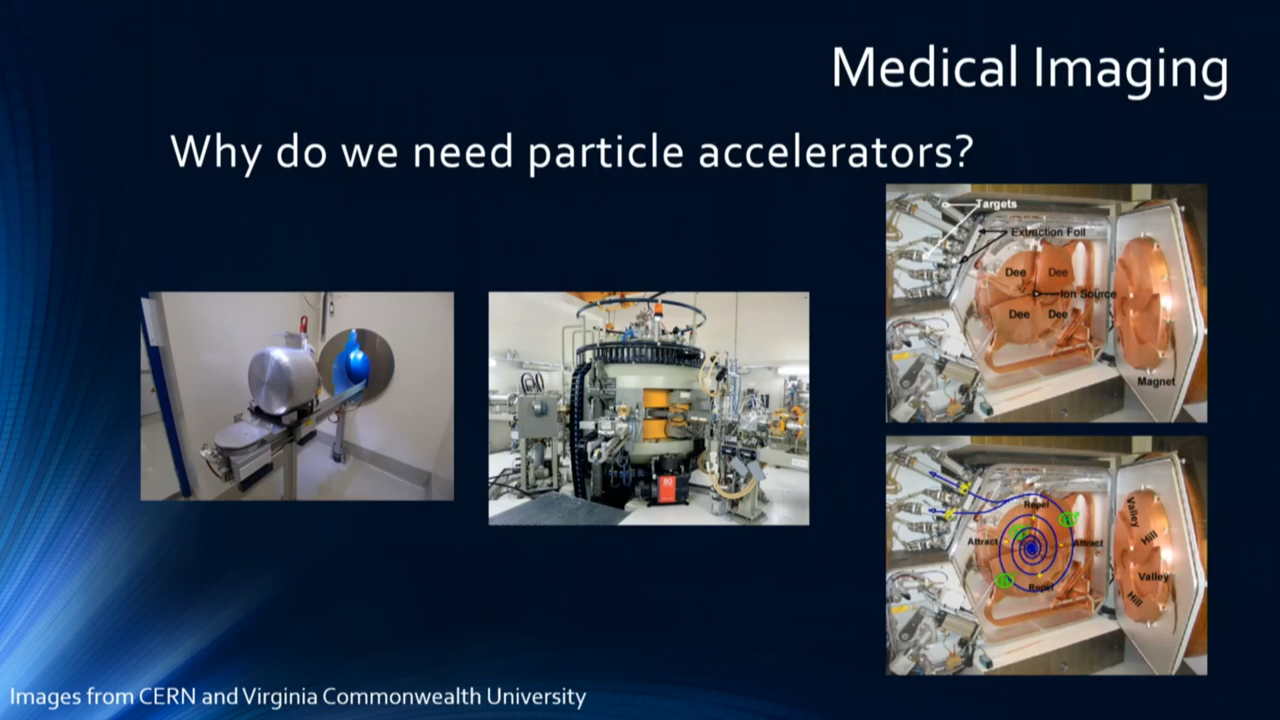 Medical Imaging
Why do we need particle accelerators?
Targets
Extraction Foil
Dee Dee
Ion Source
Dee Dee
Magnet
Repel
Attract Attract
Repel
Valley
Hill
Valley
Hill
Images from CERN and Virginia Commonwealth University